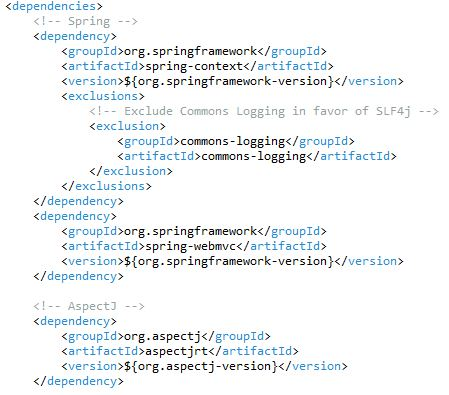 <dependencies>
    <!-- Spring -->
    <dependency>
        <groupId>org.springframework</groupId>
        <artifactId>spring-context</artifactId>
        <version>${org.springframework-version}</version>
        <exclusions>
            <!-- Exclude Commons Logging in favor of SLF4j -->
            <exclusion>
                <groupId>commons-logging</groupId>
                <artifactId>commons-logging</artifactId>
            </exclusion>
        </exclusions>
    </dependency>
    <dependency>
        <groupId>org.springframework</groupId>
        <artifactId>spring-webmvc</artifactId>
        <version>${org.springframework-version}</version>
    </dependency>

    <!-- AspectJ -->
    <dependency>
        <groupId>org.aspectj</groupId>
        <artifactId>aspectjrt</artifactId>
        <version>${org.aspectj-version}</version>
    </dependency>